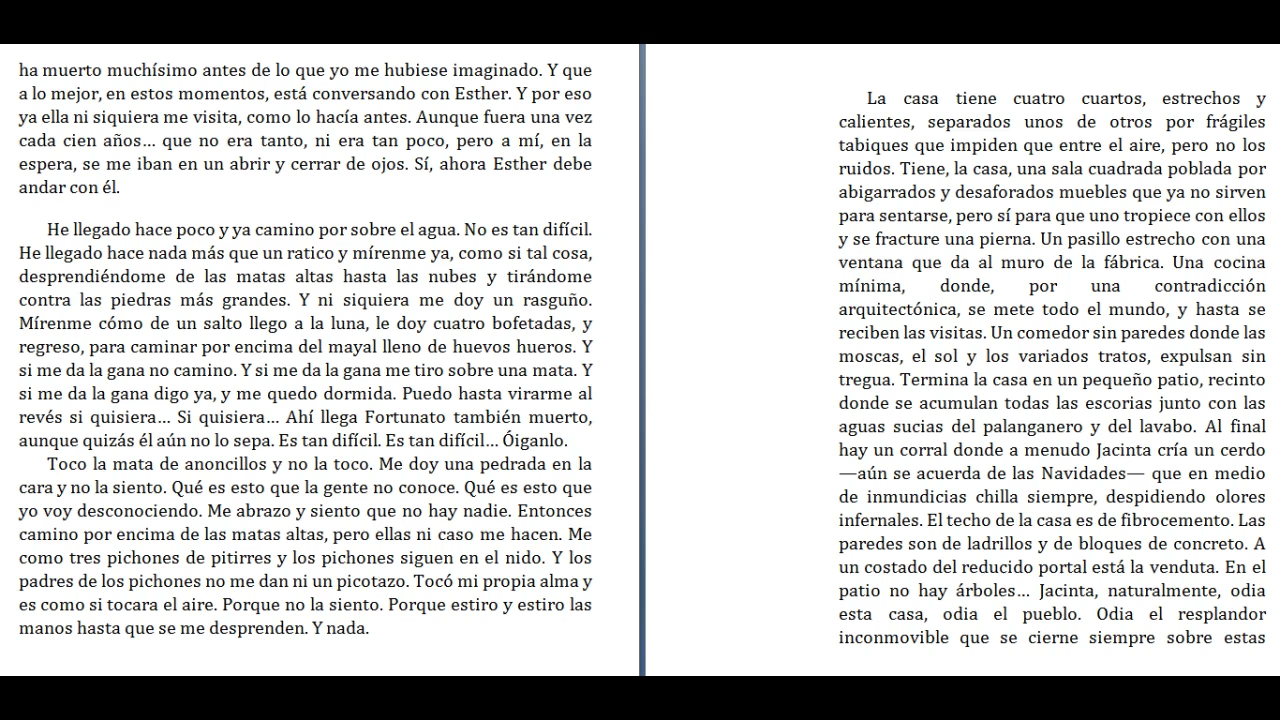 ha muerto muchísimo antes de lo que yo me hubiese imaginado. Y que
a lo mejor, en estos momentos, está conversando con Esther. Y por eso
ya ella ni siquiera me visita, como lo hacía antes. Aunque fuera una vez
cada cien años... que no era tanto, ni era tan poco, pero a mí, en la
espera, se me iban en un abrir y cerrar de ojos. Sí, ahora Esther debe
andar con él.
He llegado hace poco y ya camino por sobre el agua. No es tan difícil.
He llegado hace nada más que un ratico y mírenme ya, como si tal cosa,
desprendiéndome de las matas altas hasta las nubes y tirándome
contra las piedras más grandes. Y ni siquiera me doy un rasguño.
Mírenme cómo de un salto llego a la luna, le doy cuatro bofetadas, y
regreso, para caminar por encima del mayal lleno de huevos hueros. Y
si me da la gana no camino. Y si me da la gana me tiro sobre una mata. Y
si me da la gana digo ya, y me quedo dormida. Puedo hasta virarme al
revés si quisiera... Si quisiera... Ahí llega Fortunato también muerto,
aunque quizás él aún no lo sepa. Es tan difícil. Es tan difícil... Óiganlo.
Toco la mata de anoncillos y no la toco. Me doy una pedrada en la
cara y no la siento. Qué es esto que la gente no conoce. Qué es esto que
yo voy desconociendo. Me abrazo y siento que no hay nadie. Entonces
camino por encima de las matas altas, pero ellas ni caso me hacen. Me
como tres pichones de pitirres y los pichones siguen en el nido. Y los
padres de los pichones no me dan ni un picotazo. Tocó mi propia alma y
es como si tocara el aire. Porque no la siento. Porque estiro y estiro las
manos hasta que se me desprenden. Y nada.
La casa tiene cuatro cuartos, estrechos y
calientes, separados unos de otros por frágiles
tabiques que impiden que entre el aire, pero no los
ruidos. Tiene, la casa, una sala cuadrada poblada por
abigarrados y desaforados muebles que ya no sirven
para sentarse, pero sí para que uno tropiece con ellos
y se fracture una pierna. Un pasillo estrecho con una
ventana que da al muro de la fábrica. Una cocina
mínima, donde, por una contradicción
arquitectónica, se mete todo el mundo, y hasta se
reciben las visitas. Un comedor sin paredes donde las
moscas, el sol y los variados tratos, expulsan sin
tregua. Termina la casa en un pequeño patio, recinto
donde se acumulan todas las escorias junto con las
aguas sucias del palanganero y del lavabo. Al final
hay un corral donde a menudo Jacinta cría un cerdo
—aún se acuerda de las Navidades— que en medio
de inmundicias chilla siempre, despidiendo olores
infernales. El techo de la casa es de fibrocemento. Las
paredes son de ladrillos y de bloques de concreto. A
un costado del reducido portal está la venduta. En el
patio no hay árboles... Jacinta, naturalmente, odia
esta casa, odia el pueblo. Odia el resplandor
inconmovible que se cierne siempre sobre estas